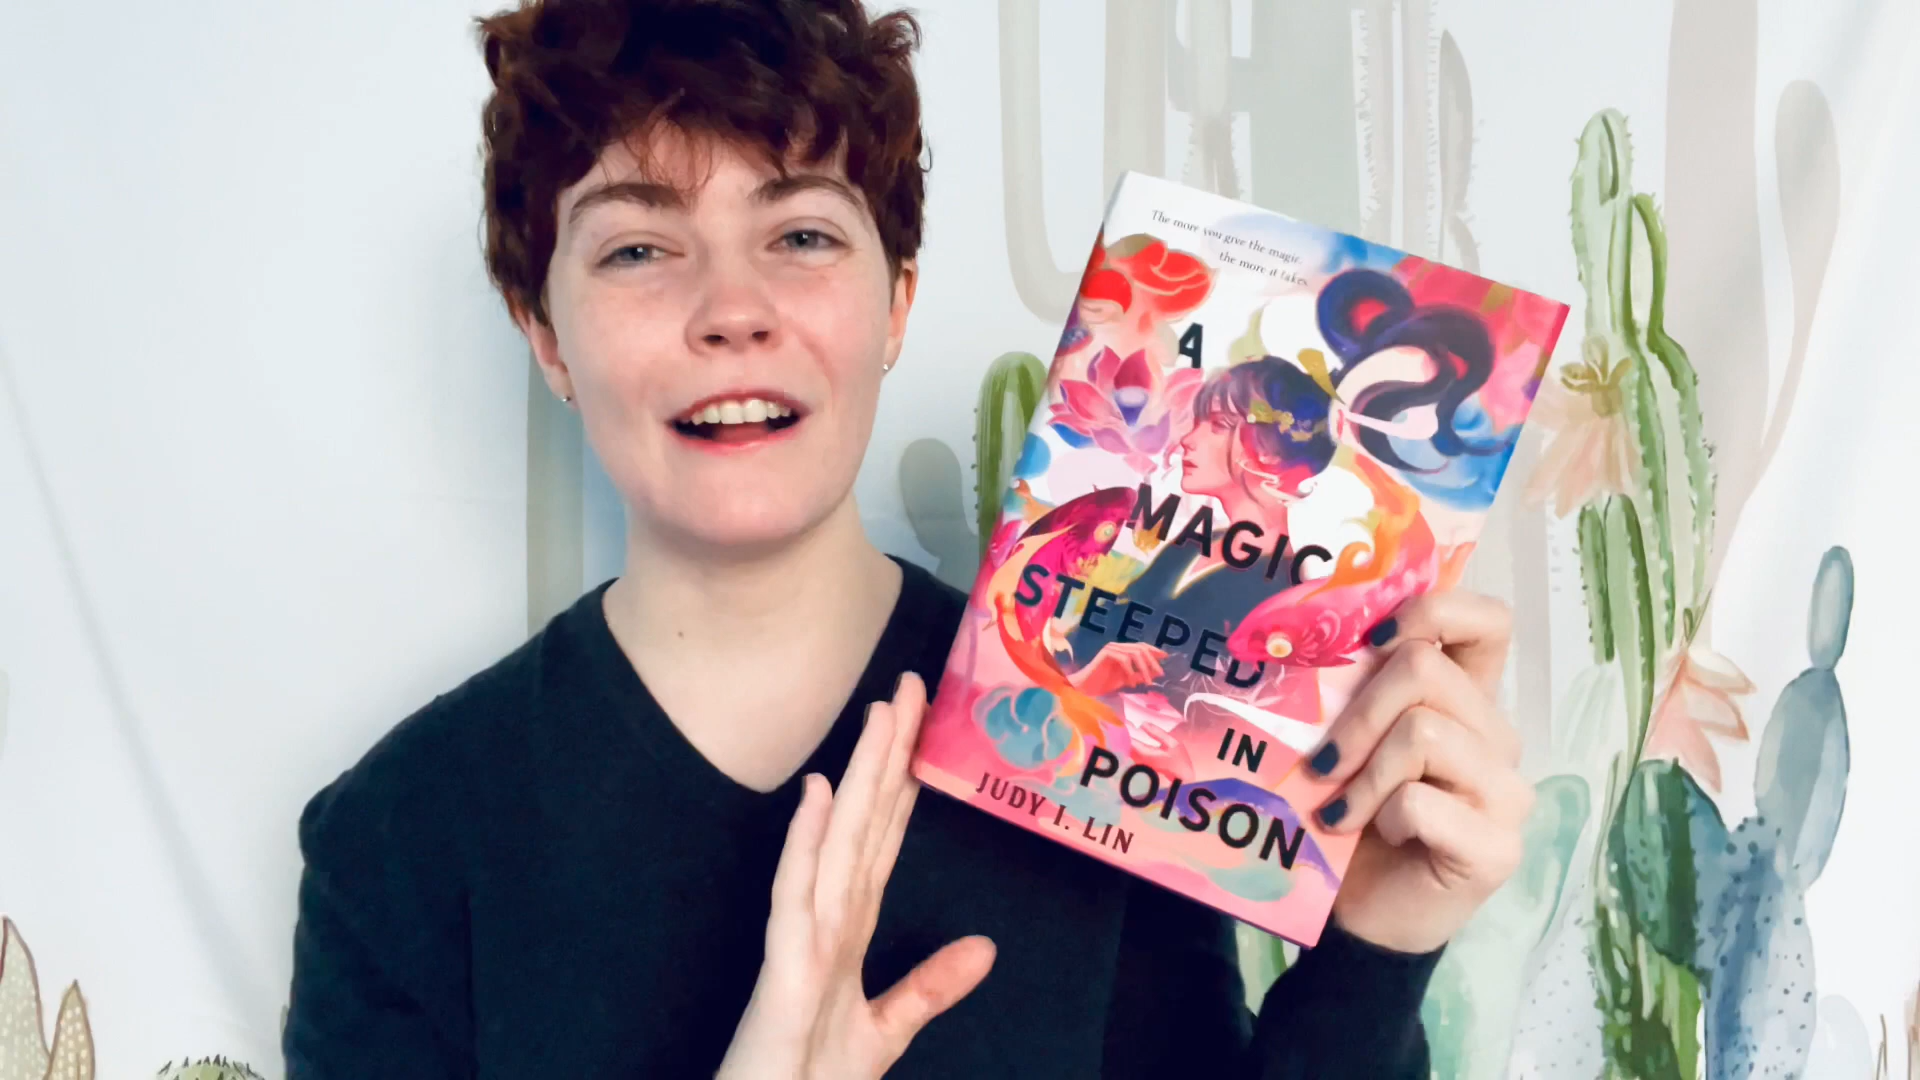 The more you give the magic,
the more it takes.
A
MAGIC
STEEPED
IN
POISON
JUDY I. LIN